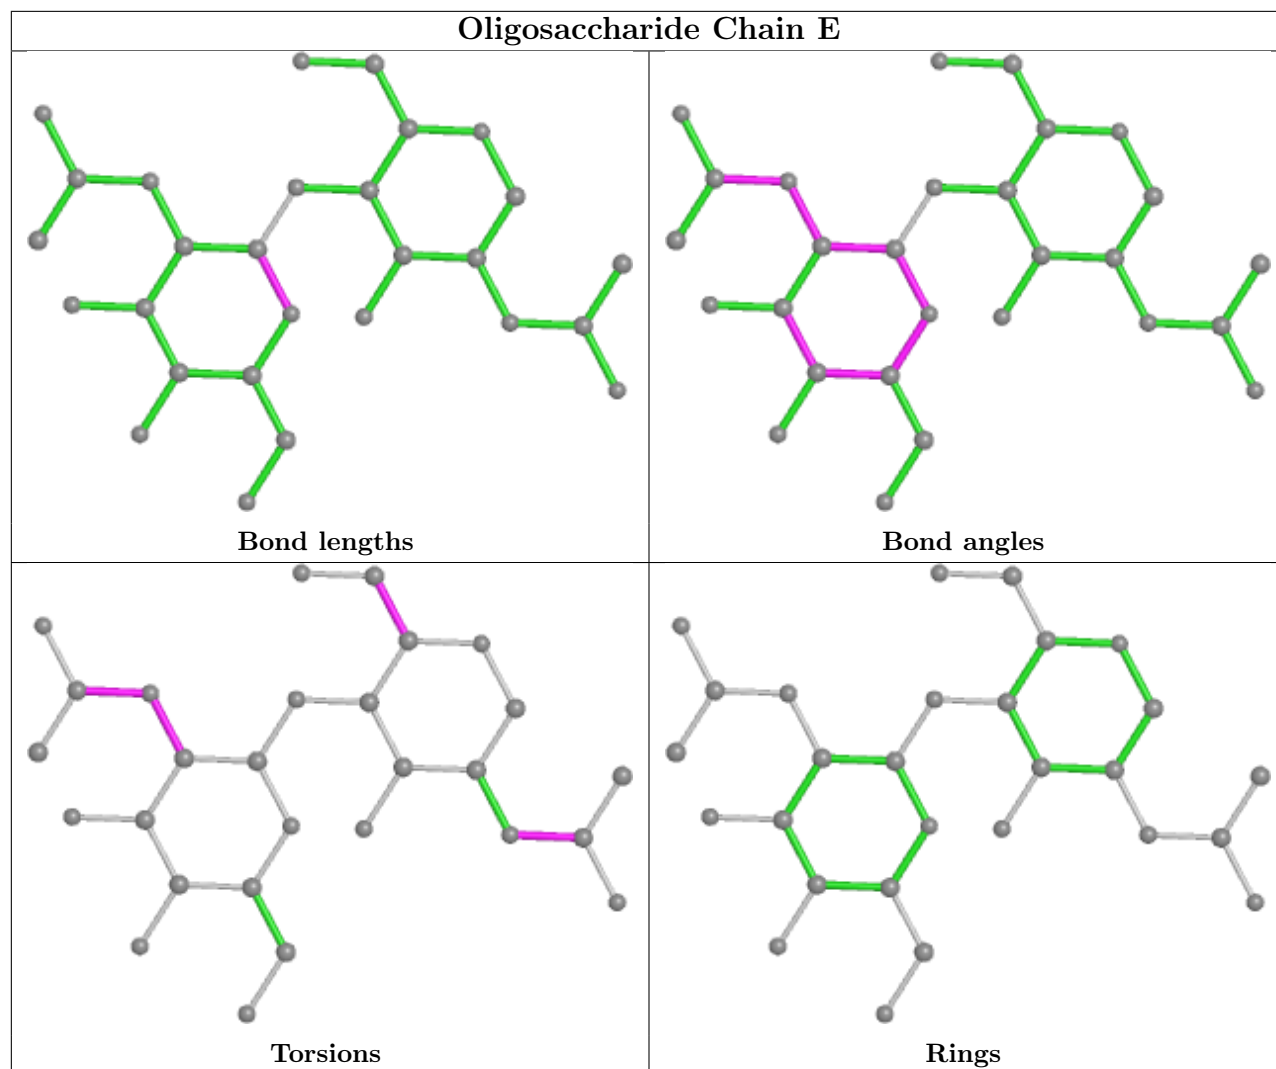 Oligosaccharide Chain E
Bond lengths
Bond angles
Torsions
Rings